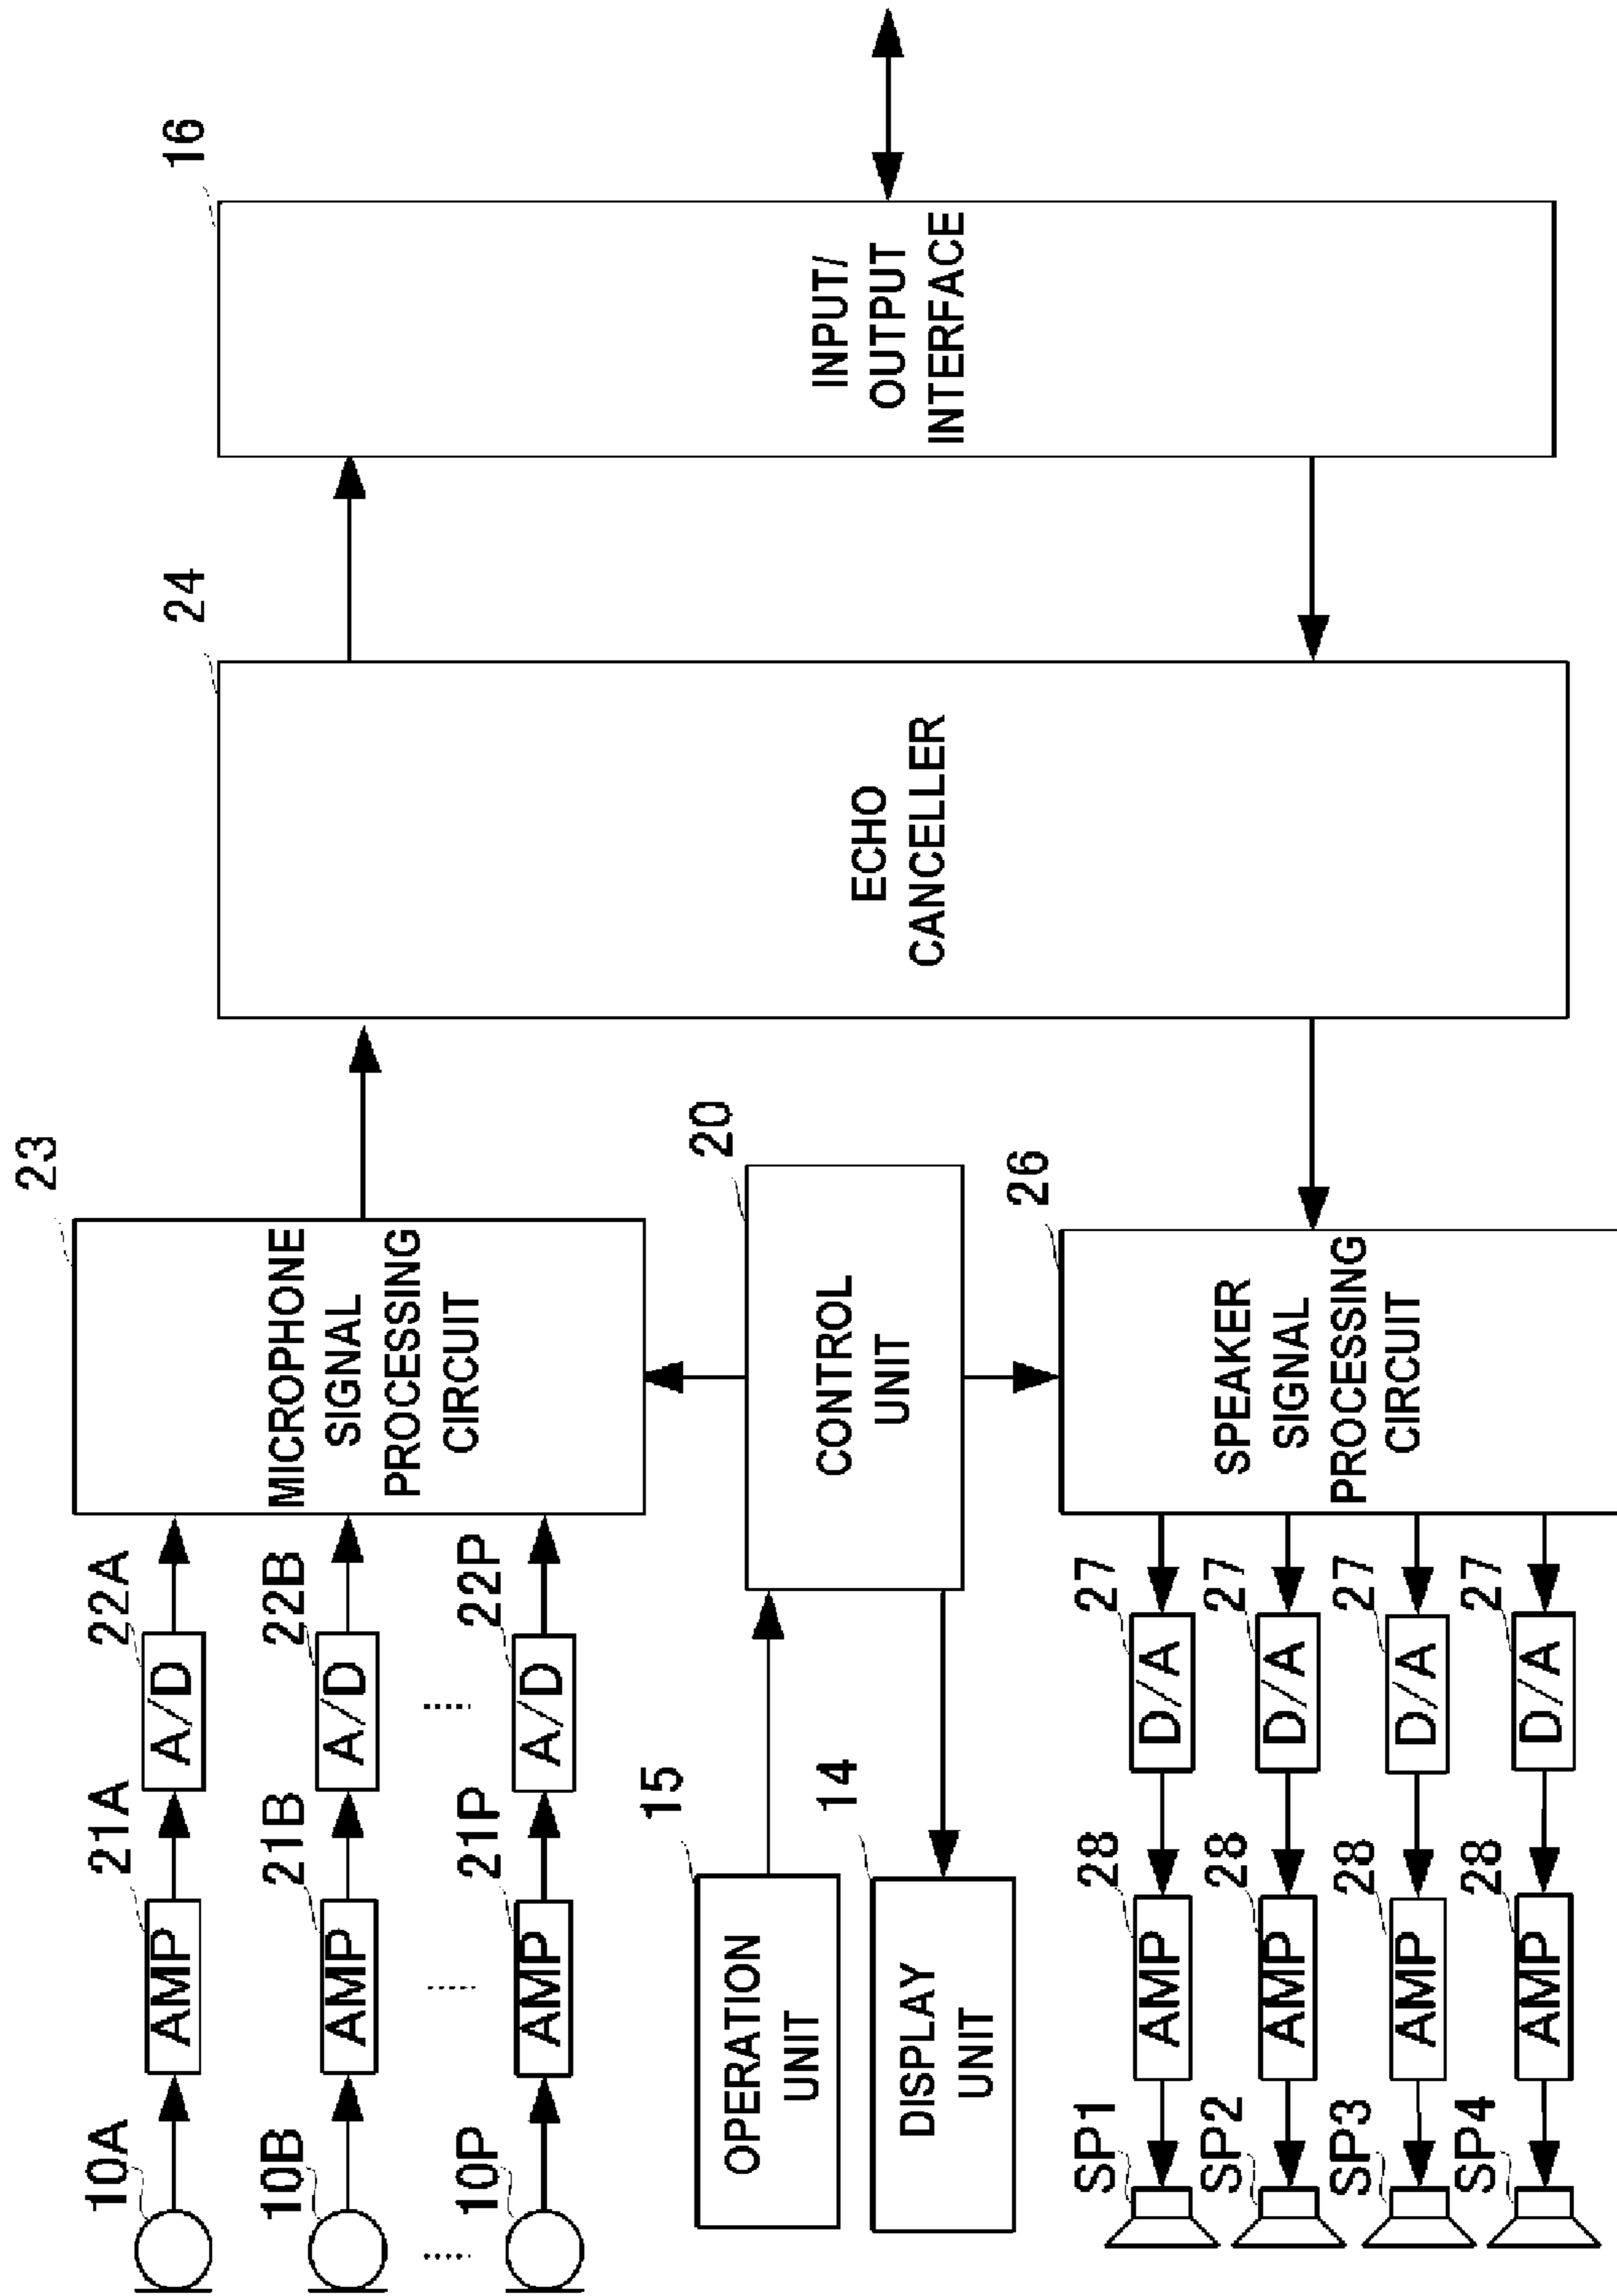 10A
21A
22A
23
24
16
AMP
A/D
10B
21B
22B
AMP
A/D
MICROPHONE
SIGNAL
PROCESSING
CIRCUIT
10P
21P
22P
AMP
A/D
15
OPERATION
UNIT
20
CONTROL
UNIT
14
DISPLAY
UNIT
ECHO
CANCELLER
INPUT/
OUTPUT
INTERFACE
26
SPEAKER
SIGNAL
PROCESSING
CIRCUIT
SP1
28
27
AMP
D/A
SP2
28
27
AMP
D/A
SP3
28
27
AMP
D/A
SP4
28
27
AMP
D/A